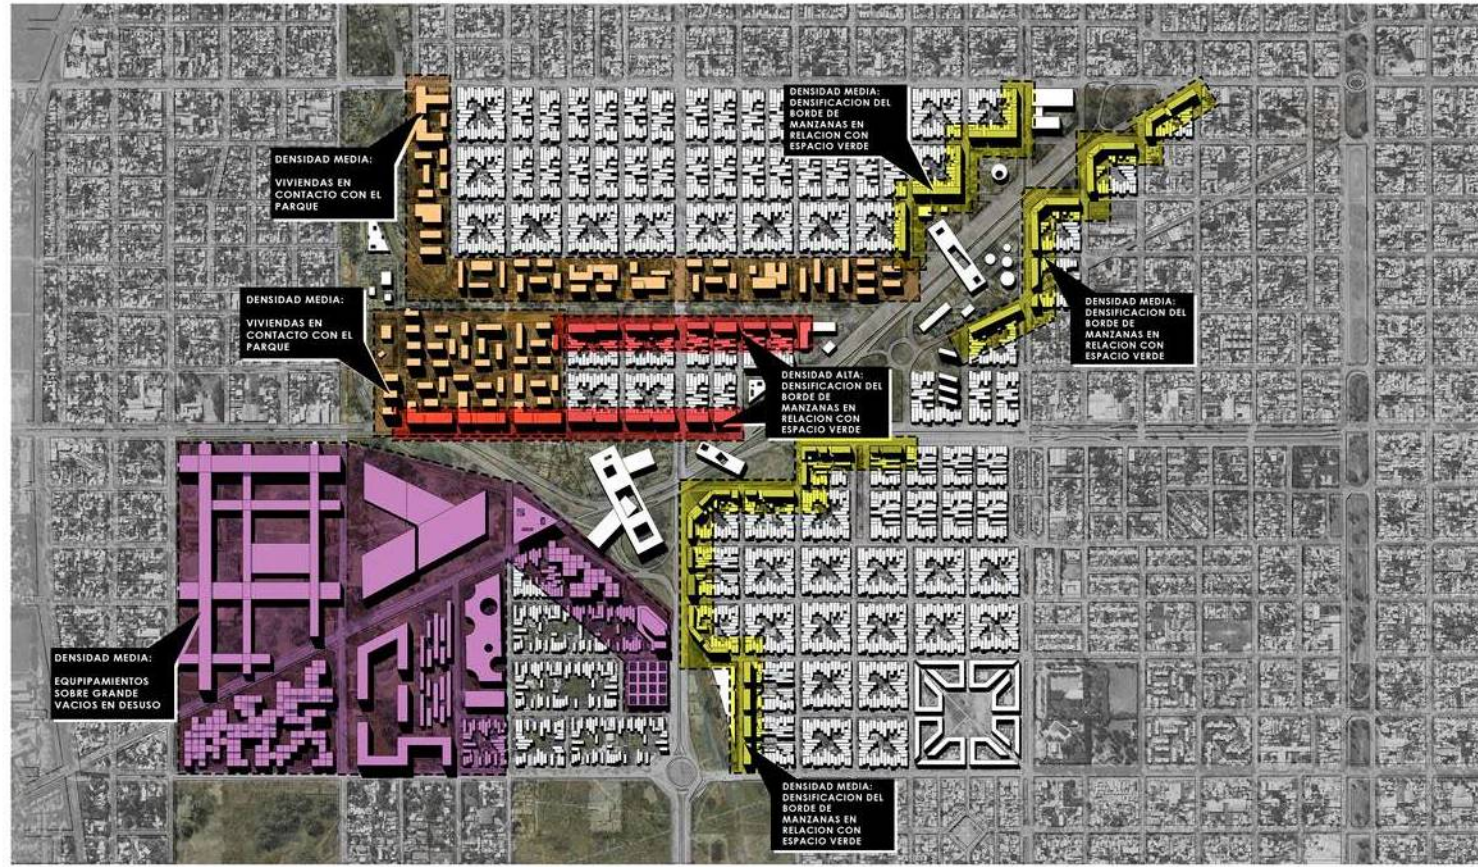 DENSIDAD MEDIA:
DENSIFICACION DEL
BORDE DE
MANZANAS EN
RELACION CON
ESPACIO VERDE
DENSIDAD MEDIA:
VIVIENDAS EN
CONTACTO CON EL
PARQUE
DENSIDAD MEDIA:
VIVIENDAS EN
CONTACTO CON EL
PARQUE
DENSIDAD MEDIA:
DENSIFICACION DEL
BORDE DE
MANZANAS EN
RELACION CON
ESPACIO VERDE
DENSIDAD ALTA:
DENSIFICACION DEL
BORDE DE
MANZANAS EN
RELACION CON
ESPACIO VERDE
DENSIDAD MEDIA:
EQUPIPAMIENTOS
SOBRE GRANDE
VACIOS EN DESUSO
DENSIDAD MEDIA:
DENSIFICACION DEL
BORDE DE
MANZANAS EN
RELACION CON
ESPACIO VERDE